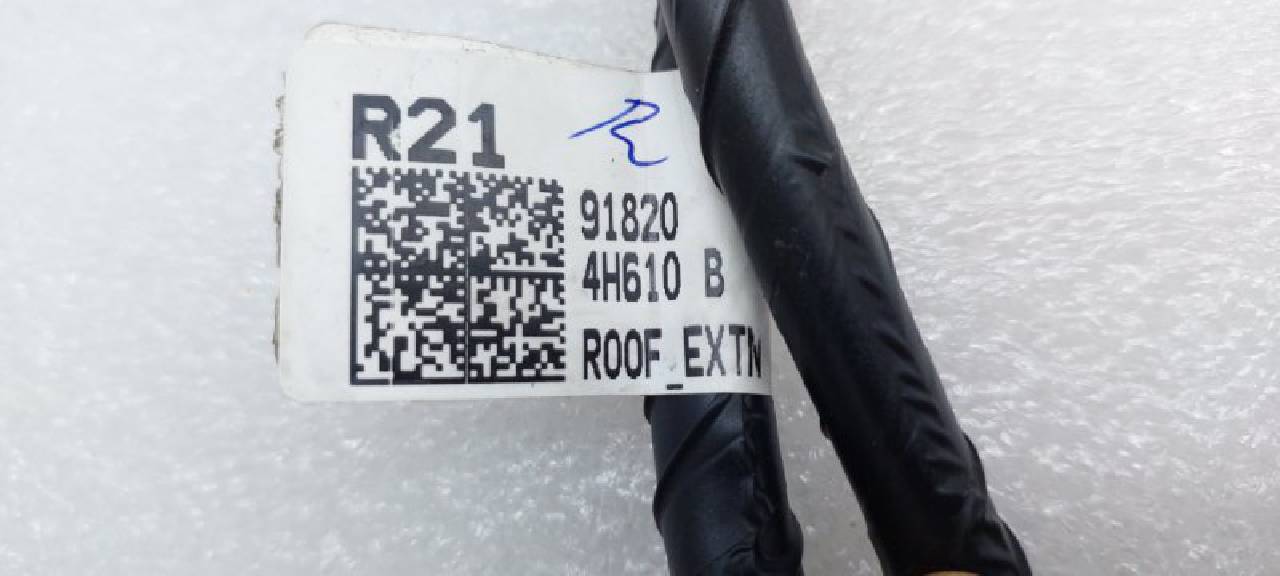 R21
R
91820
4H610 B
ROOF_EXTN